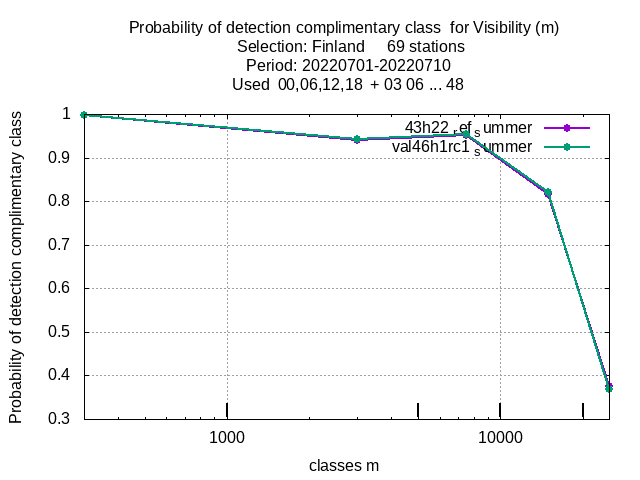 Probability of detection complimentary class  for Visibility (m)
Selection: Finland     69 stations
Period: 20220701-20220710
Used  00,06,12,18  + 03 06 ... 48
43h22_ref_summer
val46h1rc1_summer
Probability of detection complimentary class
1
0.9
0.8
0.7
0.6
0.5
0.4
0.3
1000 10000
classes m